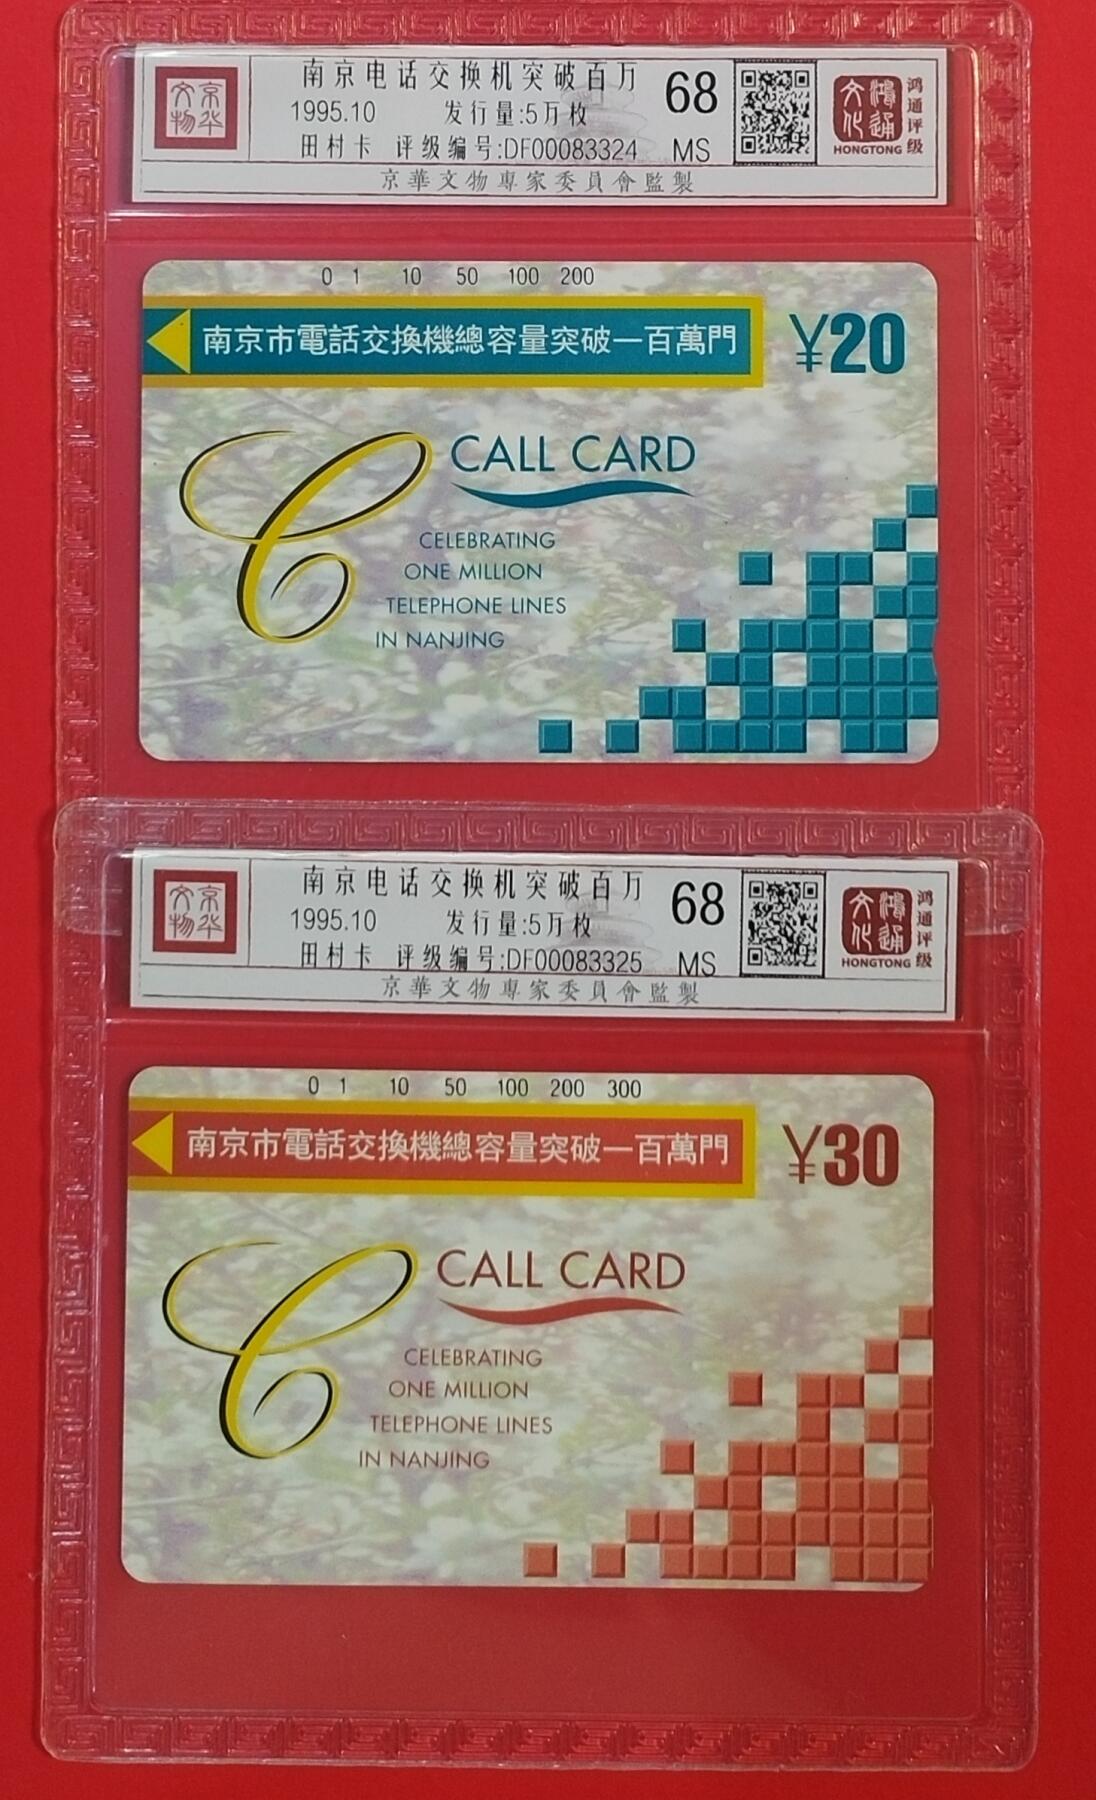 京华文物
南京电话交换机突破百万
1995.10 发行量:5万枚
田村卡 评级编号:DF00083324
京華文物專家委員會監製
68
MS
鸿通文化
HONGTONG
鸿通评级
0 1 10 50 100 200
南京市電話交換機總容量突破一百萬門
¥20
C
CALL CARD
CELEBRATING
ONE MILLION
TELEPHONE LINES
IN NANJING
京华文物
南京电话交换机突破百万
1995.10 发行量:5万枚
田村卡 评级编号:DF00083325
京華文物專家委員會監製
68
MS
鸿通文化
HONGTONG
鸿通评级
0 1 10 50 100 200 300
南京市電話交換機總容量突破一百萬門
¥30
C
CALL CARD
CELEBRATING
ONE MILLION
TELEPHONE LINES
IN NANJING